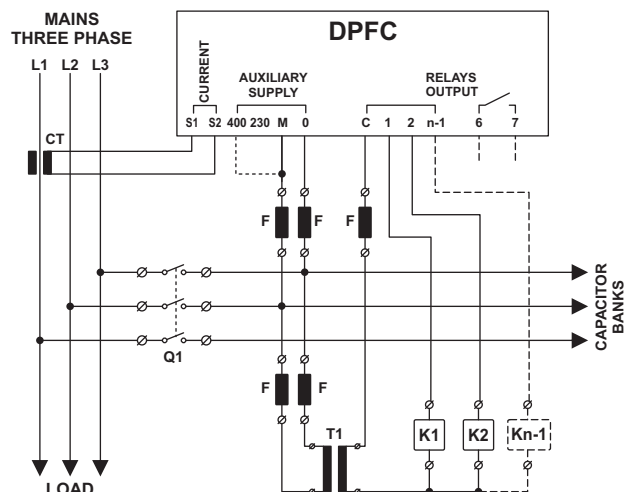 MAINS
THREE PHASE
L1 L2 L3
DPFC
CURRENT
AUXILIARY
SUPPLY
RELAYS
OUTPUT
S1 S2 400 230 M 0 C 1 2 n-1 6 7
CT
F F F
CAPACITOR
BANKS
Q1
F F
T1
K1 K2 Kn-1
LOAD